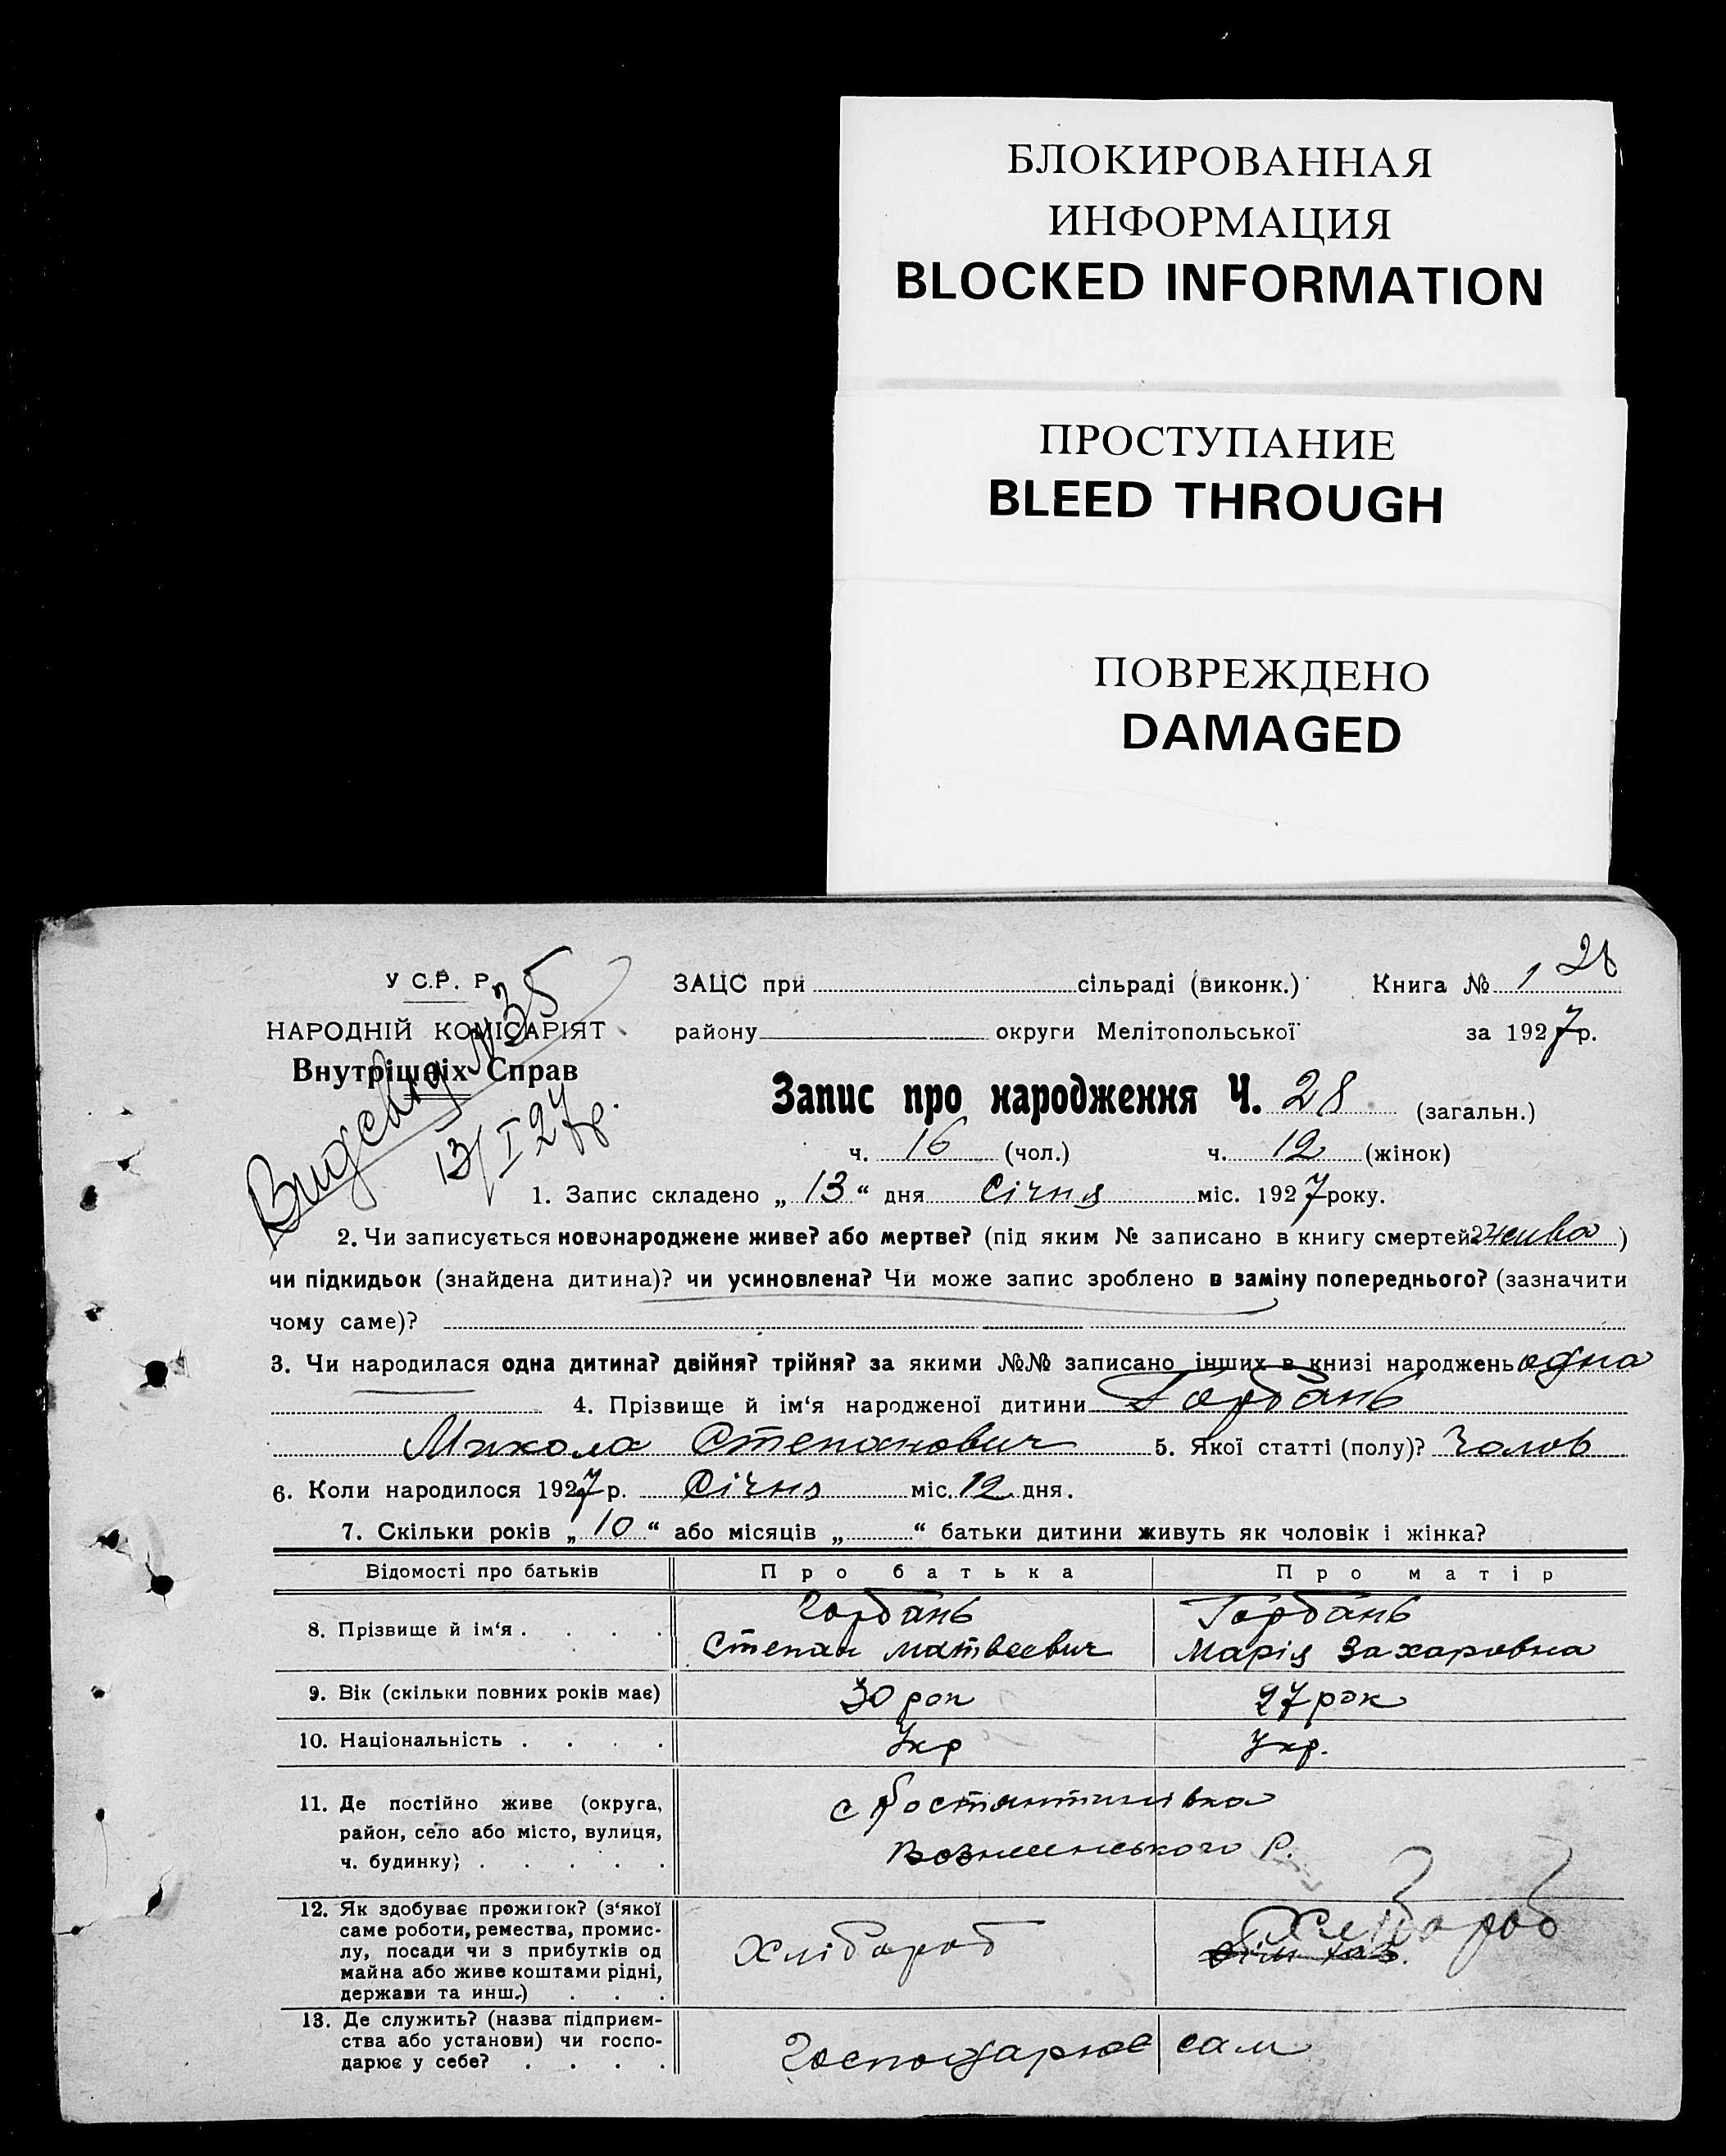 БЛОКИРОВАННАЯ
ИНФОРМАЦИЯ
BLOCKED INFORMATION
ПРОСТУПАНИЕ
BLEED THROUGH
ПОВРЕЖДЕНО
DAMAGED
28
У С.Р. Р. ЗАЦС при сільраді (виконк.) Книга № 1
НАРОДНІЙ КОМІСАРІЯТ району округи Мелітопольської за 1927 р.
Внутрішніх Справ
№ 35
13/I 27 р.
Запис про народження Ч. 28 (загальн.)
ч. 16 (чол.) ч. 12 (жінок)
1. Запис складено „ 13 “ дня Січня міс. 1927 року.
2. Чи записується новонароджене живе? або мертве? (під яким № записано в книгу смертей? жива )
чи підкидьок (знайдена дитина)? чи усиновлена? Чи може запис зроблено в заміну попереднього? (зазначити
чому саме)?
3. Чи народилася одна дитина? двійня? трійня? за якими №№ записано інших в книзі народжень одна
4. Прізвище й ім‘я народженої дитини Горбань
Микола Степанович 5. Якої статті (полу)? Чолов
6. Коли народилося 1927 р. Січня міс. 12 дня.
7. Скільки років „ 10 “ або місяців „ “ батьки дитини живуть як чоловік і жінка?
Відомості про батьків Про батька Про матір
8. Прізвище й ім‘я . . . . Горбань Горбань
Степан Матвеевич Марія Захаровна
9. Вік (скільки повних років має) 30 рок 27 рок
10. Національність . . . . Укр Укр.
11. Де постійно живе (округа, с Костянтинівка
район, село або місто, вулиця,
ч. будинку) . . . . . Вознесенського Р.
12. Як здобуває прожиток? (з‘якої
саме роботи, ремества, промис-
лу, посади чи з прибутків од Хлібороб Хлібороб
майна або живе коштами рідні,
держави та инш.) . . .
13. Де служить? (назва підприєм-
ства або установи) чи госпо- Господарює сам
дарює у себе? . . . .